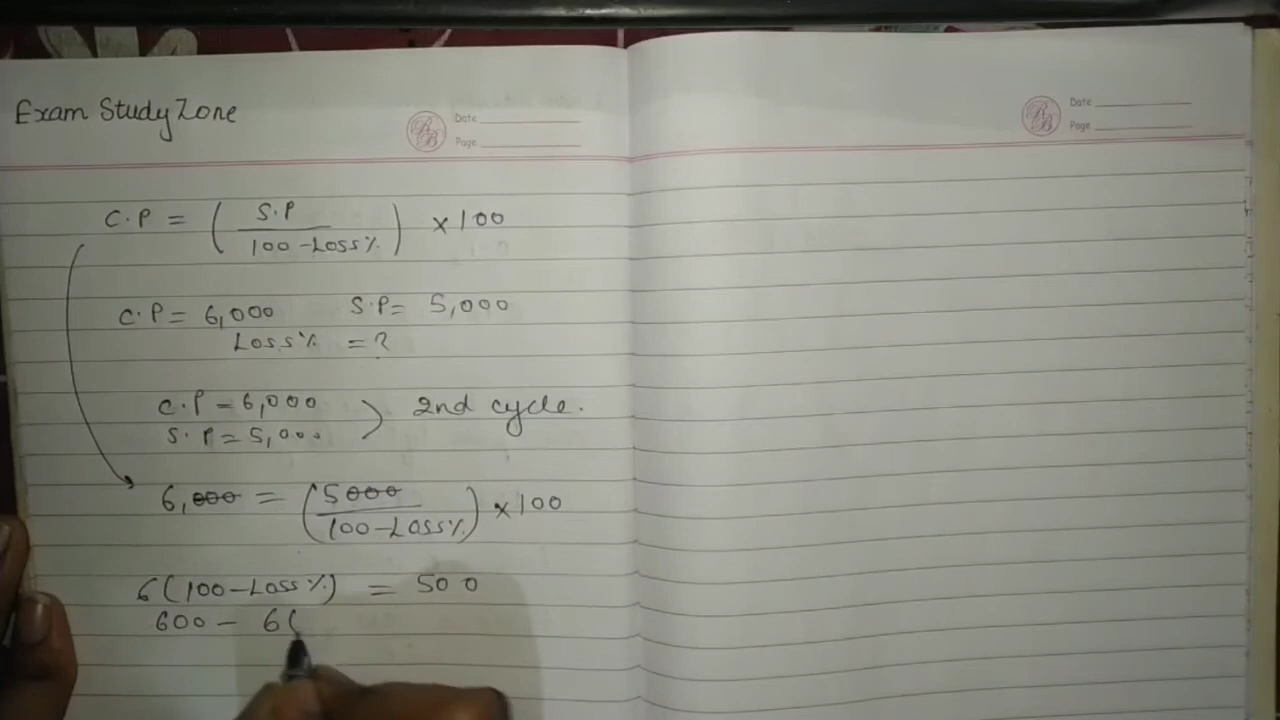 Exam Study Zone
Date
Page
Date
Page
C.P = ( S.P / 100 - Loss% ) × 100
C.P = 6,000 S.P = 5,000
Loss% = ?
C.P = 6,000
S.P = 5,000
2nd cycle.
6,000 = ( 5000 / 100 - Loss% ) × 100
6(100 - Loss%) = 500
600 - 6(